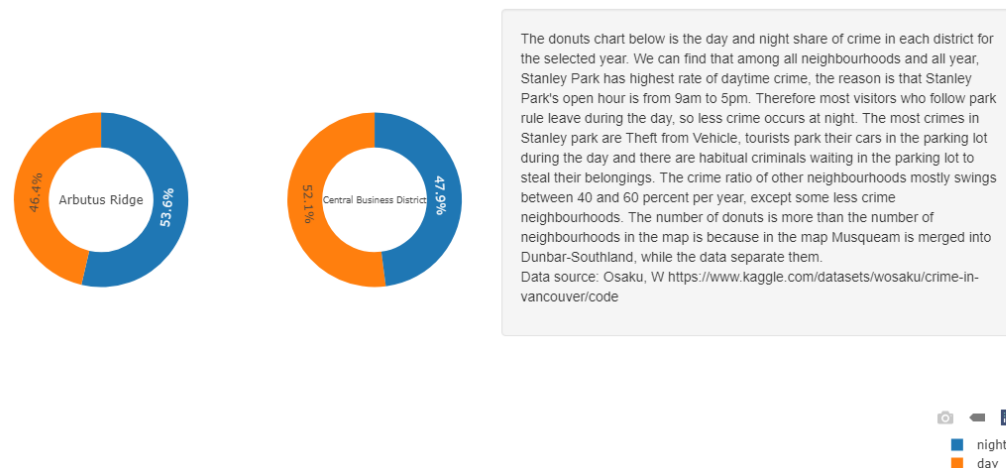 The donuts chart below is the day and night share of crime in each district for
the selected year. We can find that among all neighbourhoods and all year,
Stanley Park has highest rate of daytime crime, the reason is that Stanley
Park's open hour is from 9am to 5pm. Therefore most visitors who follow park
rule leave during the day, so less crime occurs at night. The most crimes in
Stanley park are Theft from Vehicle, tourists park their cars in the parking lot
during the day and there are habitual criminals waiting in the parking lot to
steal their belongings. The crime ratio of other neighbourhoods mostly swings
between 40 and 60 percent per year, except some less crime
neighbourhoods. The number of donuts is more than the number of
neighbourhoods in the map is because in the map Musqueam is merged into
Dunbar-Southland, while the data separate them.
Data source: Osaku, W https://www.kaggle.com/datasets/wosaku/crime-in-
vancouver/code
46.4%
Arbutus Ridge
53.6%
52.1%
Central Business District
47.9%
night
day